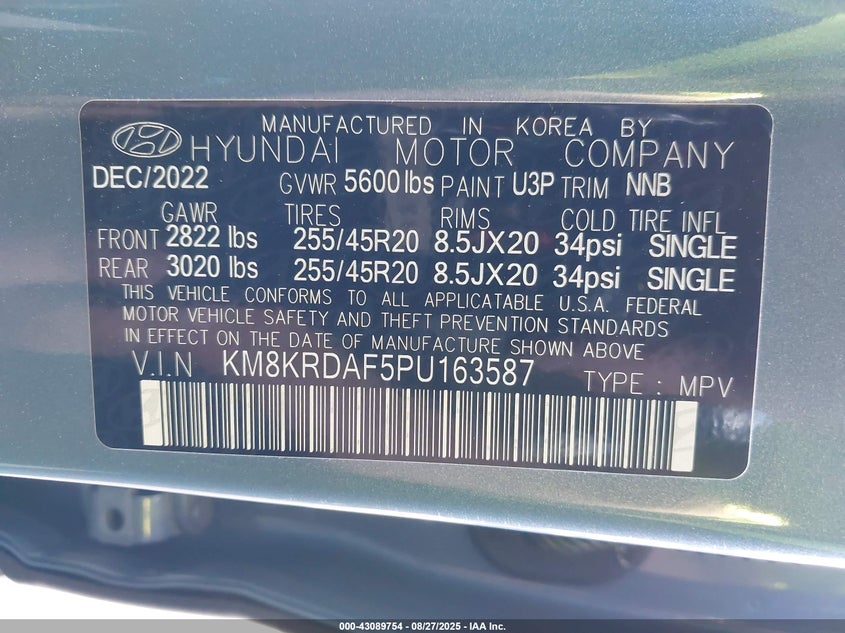 MANUFACTURED IN KOREA BY
HYUNDAI MOTOR COMPANY
DEC/2022 GVWR 5600lbs PAINT U3P TRIM NNB
GAWR TIRES RIMS COLD TIRE INFL
FRONT 2822 lbs 255/45R20 8.5JX20 34psi SINGLE
REAR 3020 lbs 255/45R20 8.5JX20 34psi SINGLE
THIS VEHICLE CONFORMS TO ALL APPLICABLE U.S.A. FEDERAL
MOTOR VEHICLE SAFETY AND THEFT PREVENTION STANDARDS
IN EFFECT ON THE DATE OF MANUFACTURE SHOWN ABOVE
V.I.N KM8KRDAF5PU163587 TYPE : MPV
000-43089754 - 08/27/2025 - IAA Inc.